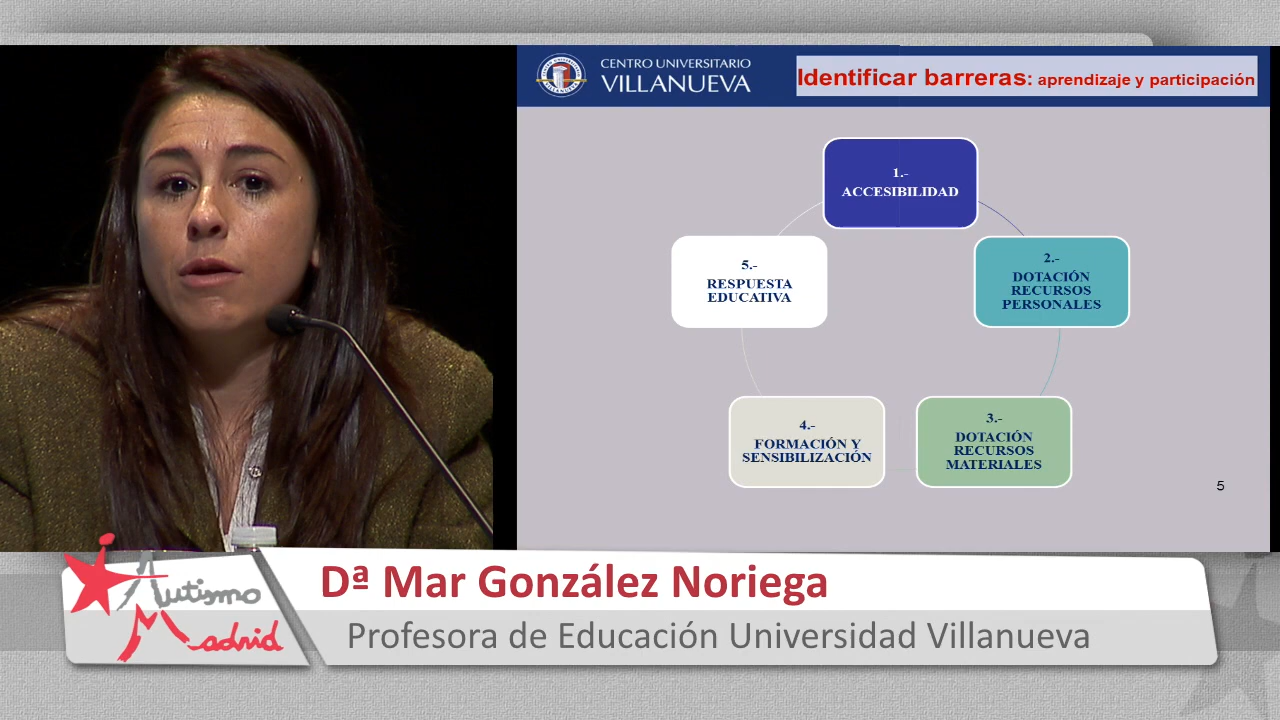 CENTRO UNIVERSITARIO
VILLANUEVA
Identificar barreras: aprendizaje y participación
1.-
ACCESIBILIDAD
2.-
DOTACIÓN
RECURSOS
PERSONALES
3.-
DOTACIÓN
RECURSOS
MATERIALES
4.-
FORMACIÓN Y
SENSIBILIZACIÓN
5.-
RESPUESTA
EDUCATIVA
5
Autismo
Madrid
Dª Mar González Noriega
Profesora de Educación Universidad Villanueva